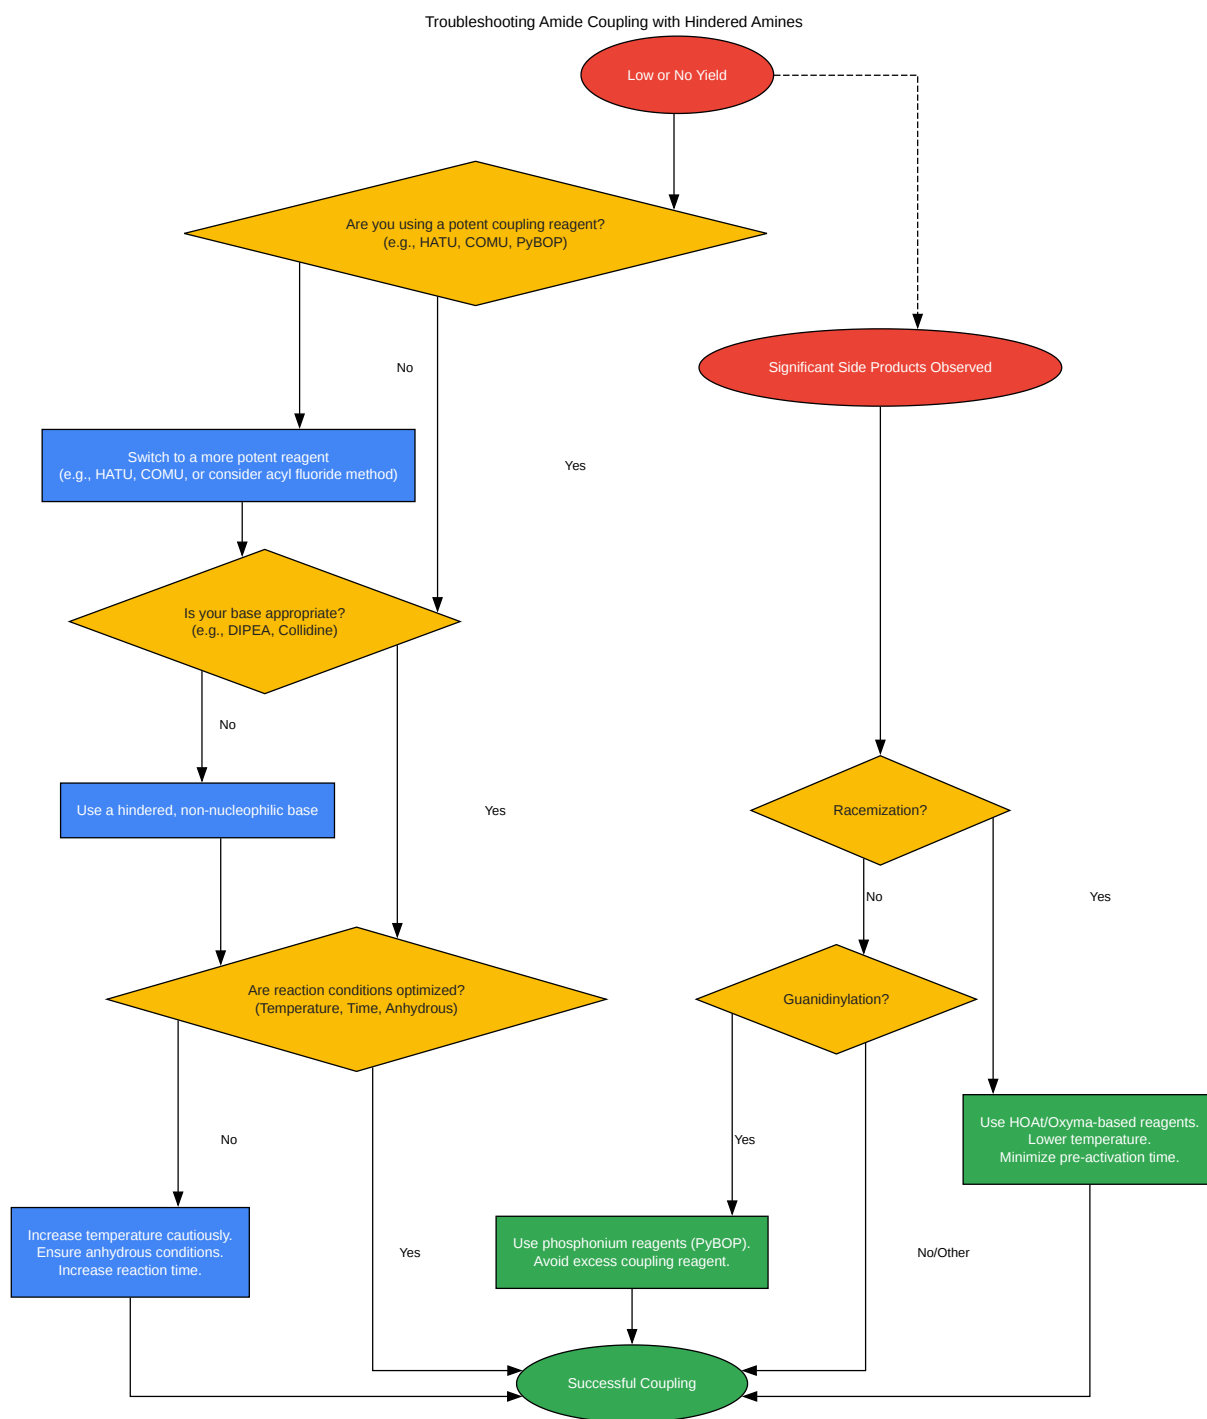 Troubleshooting Amide Coupling with Hindered Amines
Low or No Yield
Are you using a potent coupling reagent?
(e.g., HATU, COMU, PyBOP)
No
Significant Side Products Observed
Switch to a more potent reagent
(e.g., HATU, COMU, or consider acyl fluoride method)
Yes
Is your base appropriate?
(e.g., DIPEA, Collidine)
No
Use a hindered, non-nucleophilic base
Yes
Racemization?
No
Yes
Are reaction conditions optimized?
(Temperature, Time, Anhydrous)
Guanidinylation?
No
Yes
Use HOAt/Oxyma-based reagents.
Lower temperature.
Minimize pre-activation time.
Increase temperature cautiously.
Ensure anhydrous conditions.
Increase reaction time.
Yes
Use phosphonium reagents (PyBOP).
Avoid excess coupling reagent.
No/Other
Successful Coupling